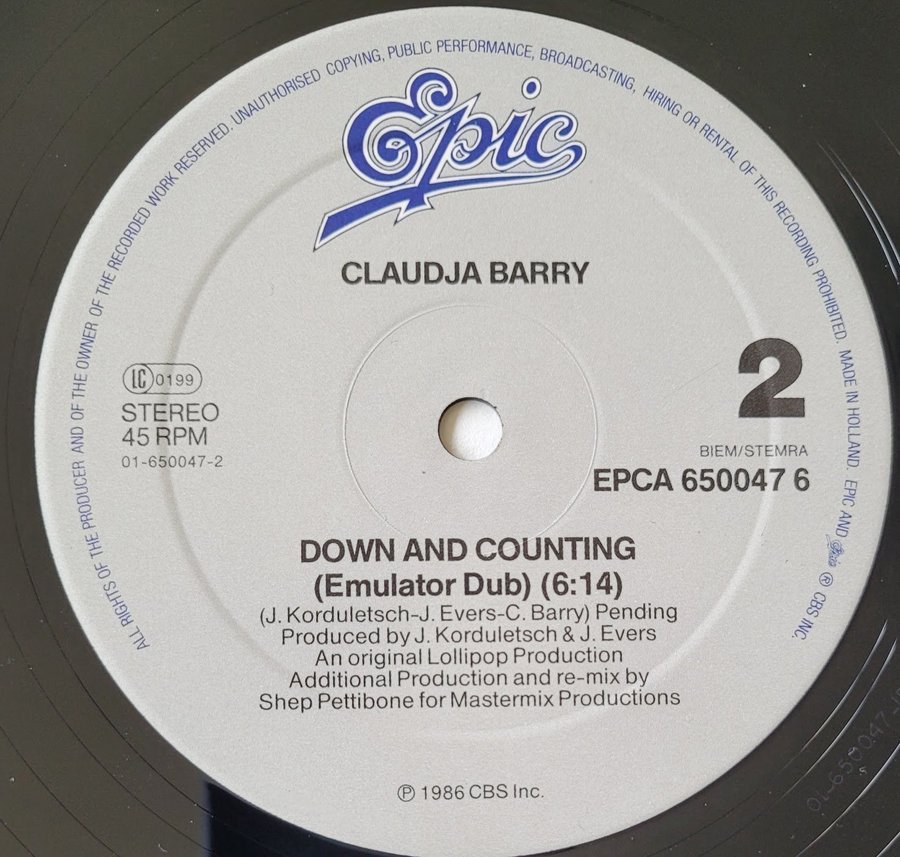 ALL RIGHTS OF THE PRODUCER AND OF THE OWNER OF THE RECORDED WORK RESERVED. UNAUTHORISED COPYING, PUBLIC PERFORMANCE, BROADCASTING, HIRING OR RENTAL OF THIS RECORDING PROHIBITED. MADE IN HOLLAND. EPIC AND Epic ® CBS INC.
Epic
CLAUDJA BARRY
LC 0199
STEREO
45 RPM
01-650047-2
2
BIEM/STEMRA
EPCA 650047 6
DOWN AND COUNTING
(Emulator Dub) (6:14)
(J. Korduletsch-J. Evers-C. Barry) Pending
Produced by J. Korduletsch & J. Evers
An original Lollipop Production
Additional Production and re-mix by
Shep Pettibone for Mastermix Productions
℗ 1986 CBS Inc.